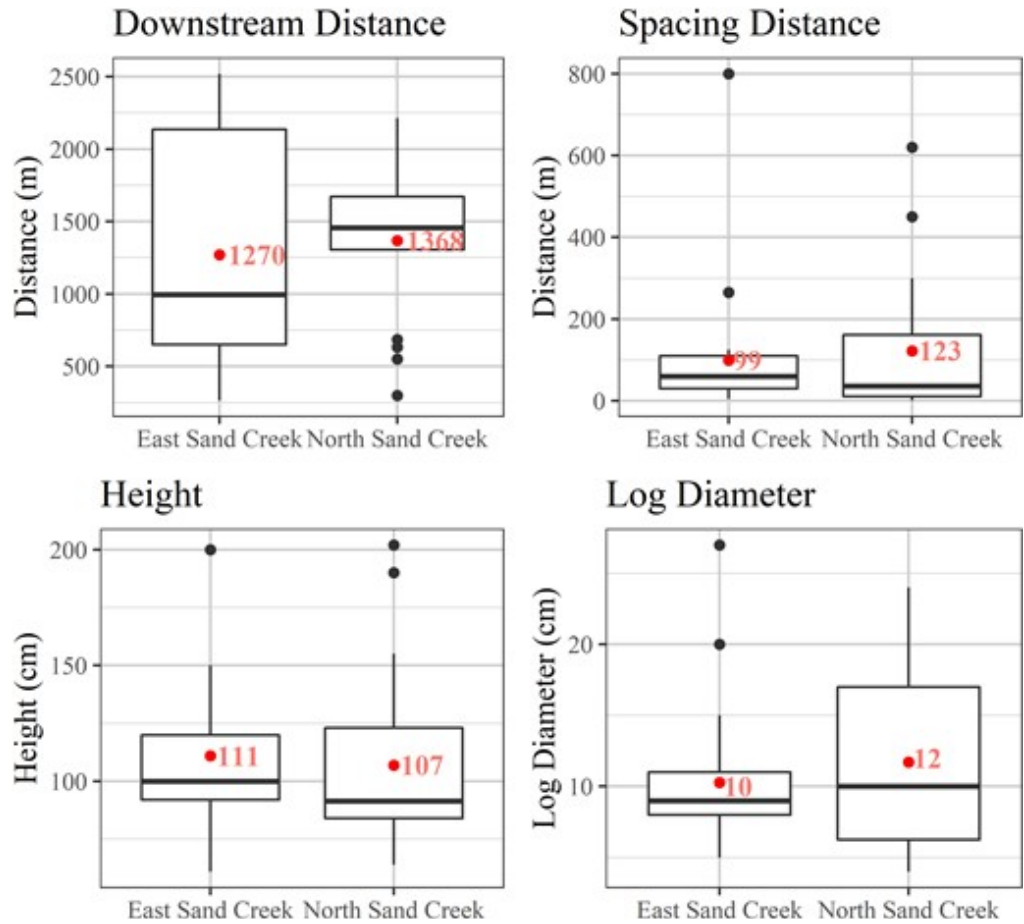 Downstream Distance
Distance (m)
2500
2000
1500
1000
500
1270
1368
East Sand Creek North Sand Creek
Spacing Distance
Distance (m)
800
600
400
200
0
99
123
East Sand Creek North Sand Creek
Height
Height (cm)
200
150
100
111
107
East Sand Creek North Sand Creek
Log Diameter
Log Diameter (cm)
20
10
10
12
East Sand Creek North Sand Creek